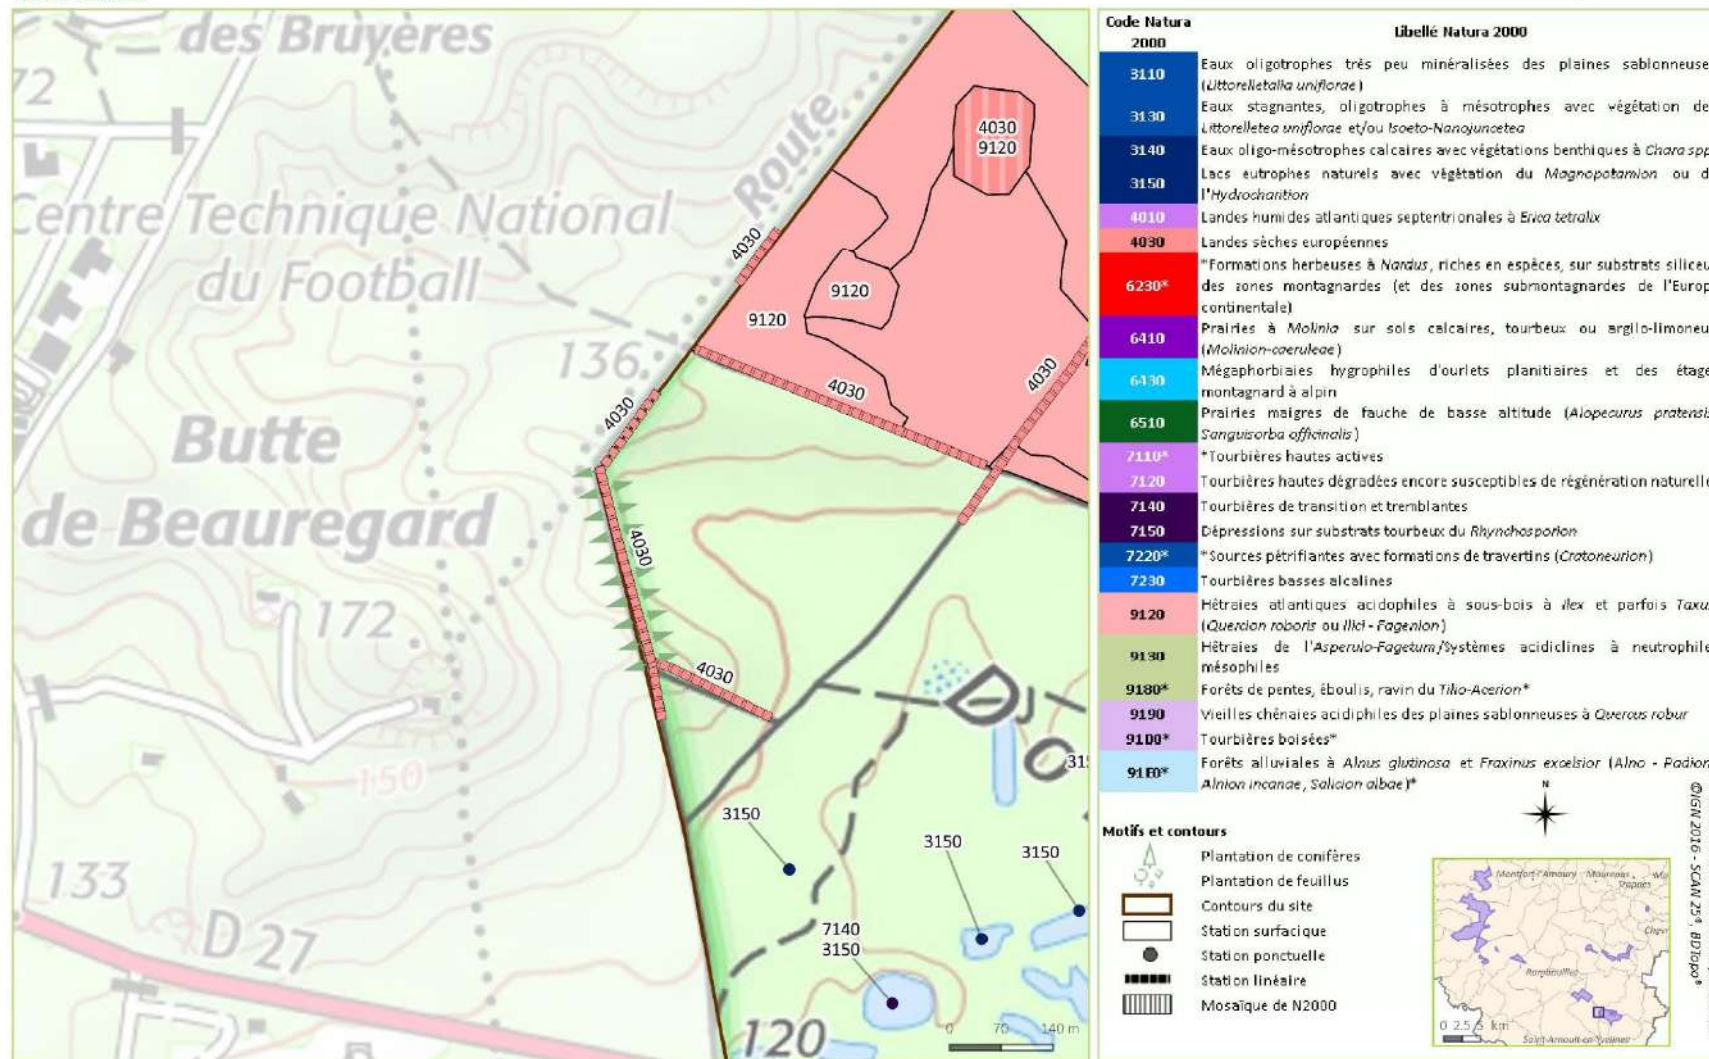 des Bruyères
72
Route
Centre Technique National
du Football
4030
9120
4030
9120
9120
136
4030
4030
4030
Butte
de Beauregard
4030
172
4030
150
3150
3150
3150
133
D 27
7140
3150
120
0 70 140 m
Code Natura 2000
Libellé Natura 2000
3110
Eaux oligotrophes très peu minéralisées des plaines sablonneuse
(Littorelletalia uniflorae)
3130
Eaux stagnantes, oligotrophes à mésotrophes avec végétation de
Littorelletea uniflorae et/ou Isoeto-Nanojuncetea
3140
Eaux oligo-mésotrophes calcaires avec végétations benthiques à Chara spp
3150
Lacs eutrophes naturels avec végétation du Magnopotamion ou d
l'Hydrocharition
4010
Landes humides atlantiques septentrionales à Erica tetralix
4030
Landes sèches européennes
6230*
*Formations herbeuses à Nardus, riches en espèces, sur substrats siliceu
des zones montagnardes (et des zones submontagnardes de l'Europ
continentale)
6410
Prairies à Molinia sur sols calcaires, tourbeux ou argilo-limoneu
(Molinion-caeruleae)
6430
Mégaphorbiaies hygrophiles d'ourlets planitiaires et des étage
montagnard à alpin
6510
Prairies maigres de fauche de basse altitude (Alopecurus pratensis
Sanguisorba officinalis)
7110*
*Tourbières hautes actives
7120
Tourbières hautes dégradées encore susceptibles de régénération naturelle
7140
Tourbières de transition et tremblantes
7150
Dépressions sur substrats tourbeux du Rhynchosporion
7220*
*Sources pétrifiantes avec formations de travertins (Cratoneurion)
7230
Tourbières basses alcalines
9120
Hêtraies atlantiques acidophiles à sous-bois à Ilex et parfois Taxu
(Quercion roboris ou Ilici - Fagenion)
9130
Hêtraies de l'Asperulo-Fagetum/Systèmes acidiclines à neutrophile
mésophiles
9180*
Forêts de pentes, éboulis, ravin du Tilio-Acerion*
9190
Vieilles chênaies acidiphiles des plaines sablonneuses à Quercus robur
91D0*
Tourbières boisées*
91E0*
Forêts alluviales à Alnus glutinosa et Fraxinus excelsior (Alno - Padion
Alnion incanae, Salicion albae)*
N
Motifs et contours
Plantation de conifères
Plantation de feuillus
Contours du site
Station surfacique
Station ponctuelle
Station linéaire
Mosaïque de N2000
Montfort-l'Amaury
Maurepas
Trappes
Rambouillet
0 2.5 5 km
Saint-Arnoult-en-Yvelines
©IGN 2016 - SCAN 25®, BDTopo®